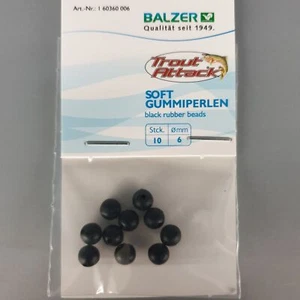 Art.-Nr.: 1 60360 006
BALZER
Qualität seit 1949.
Trout
Attack
SOFT
GUMMIPERLEN
black rubber beads
Stck. ømm
10 6